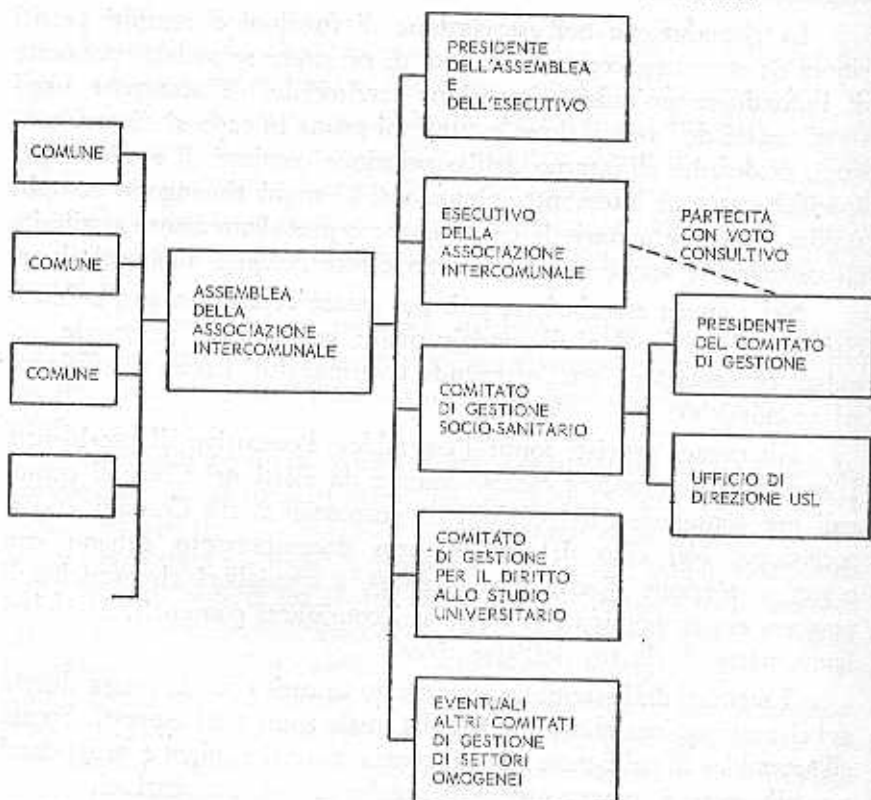 COMUNE
COMUNE
COMUNE
ASSEMBLEA
DELLA
ASSOCIAZIONE
INTERCOMUNALE
PRESIDENTE
DELL'ASSEMBLEA
E
DELL'ESECUTIVO
ESECUTIVO
DELLA
ASSOCIAZIONE
INTERCOMUNALE
PARTECITÀ
CON VOTO
CONSULTIVO
COMITATO
DI GESTIONE
SOCIO-SANITARIO
PRESIDENTE
DEL COMITATO
DI GESTIONE
UFFICIO DI
DIREZIONE USL
COMITATO
DI GESTIONE
PER IL DIRITTO
ALLO STUDIO
UNIVERSITARIO
EVENTUALI
ALTRI COMITATI
DI GESTIONE
DI SETTORI
OMOGENEI